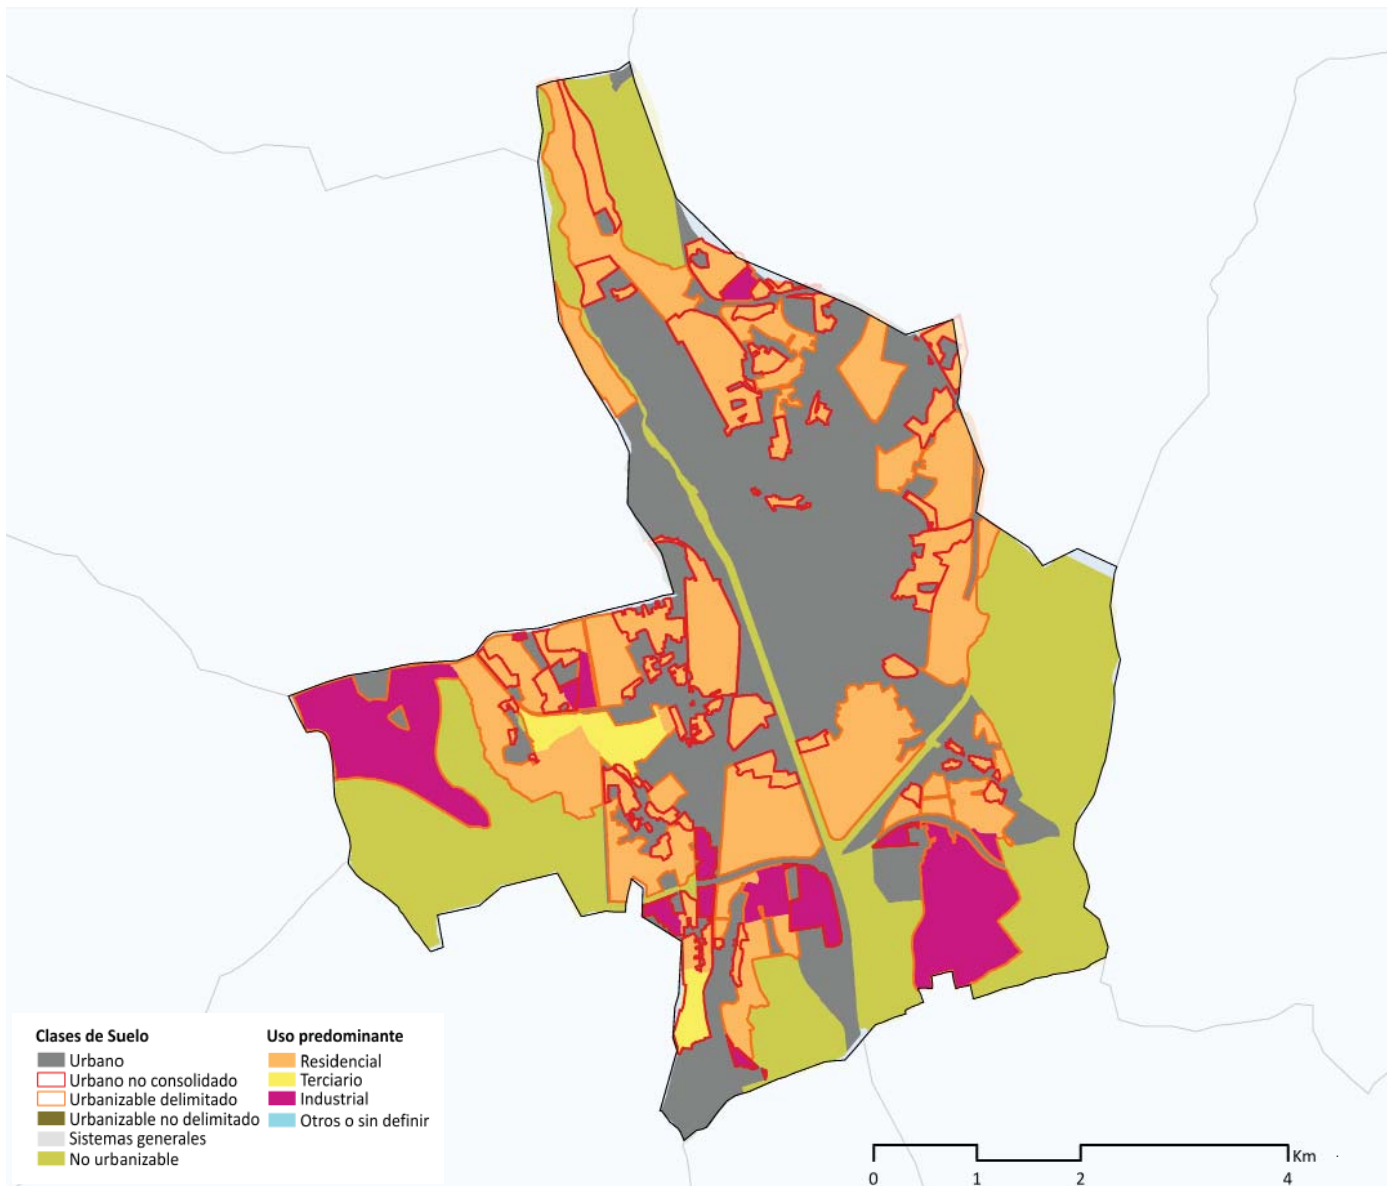 Clases de Suelo
Urbano
Urbano no consolidado
Urbanizable delimitado
Urbanizable no delimitado
Sistemas generales
No urbanizable
Uso predominante
Residencial
Terciario
Industrial
Otros o sin definir
Km
0 1 2 4